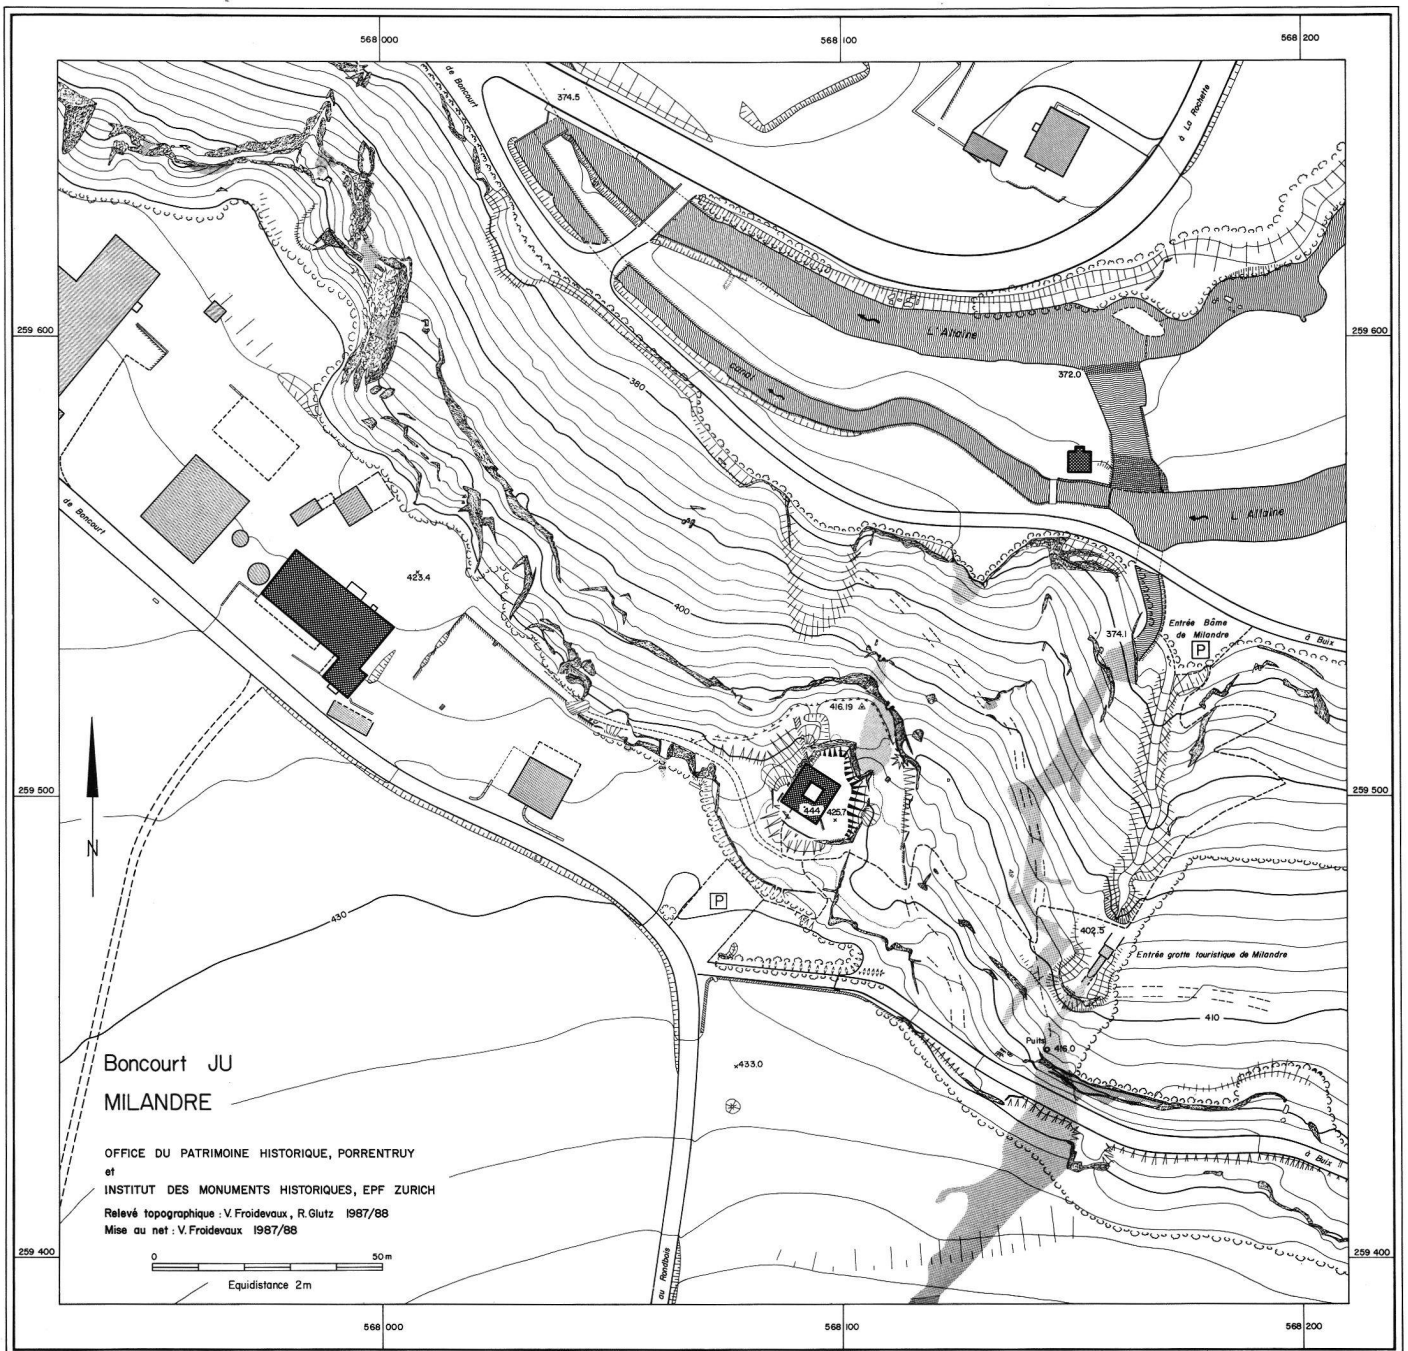 568 000
568 100
568 200
de Boncourt
374.5
à La Rochette
259 600
259 600
L' Allaine
372.0
380
canal
L' Allaine
de Boncourt
423.4
400
374.1
Entrée Bâme
de Milandre
P
à Buix
416.19
259 500
259 500
444
425.7
N
P
430
402.5
Entrée grotte touristique de Milandre
410
Puits
416.0
433.0
à Buix
Boncourt JU
MILANDRE
OFFICE DU PATRIMOINE HISTORIQUE, PORRENTRUY
et
INSTITUT DES MONUMENTS HISTORIQUES, EPF ZURICH
Relevé topographique : V. Froidevaux, R. Glutz 1987/88
Mise au net : V. Froidevaux 1987/88
0 50 m
Equidistance 2m
au Rondbois
259 400
259 400
568 000
568 100
568 200